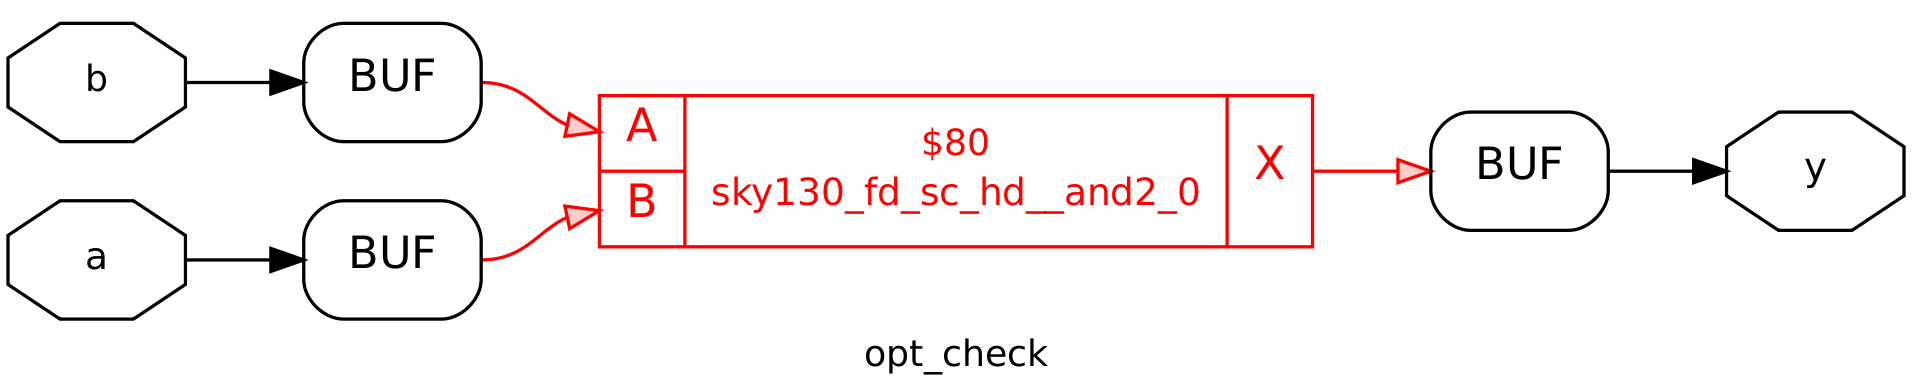 b
BUF
a
BUF
A
B
$80
sky130_fd_sc_hd__and2_0
X
BUF
y
opt_check